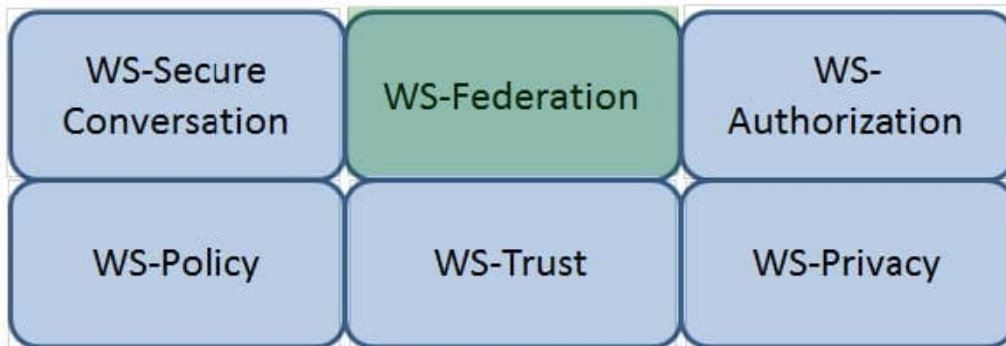 WS-Secure
Conversation
WS-Federation
WS-
Authorization
WS-Policy
WS-Trust
WS-Privacy